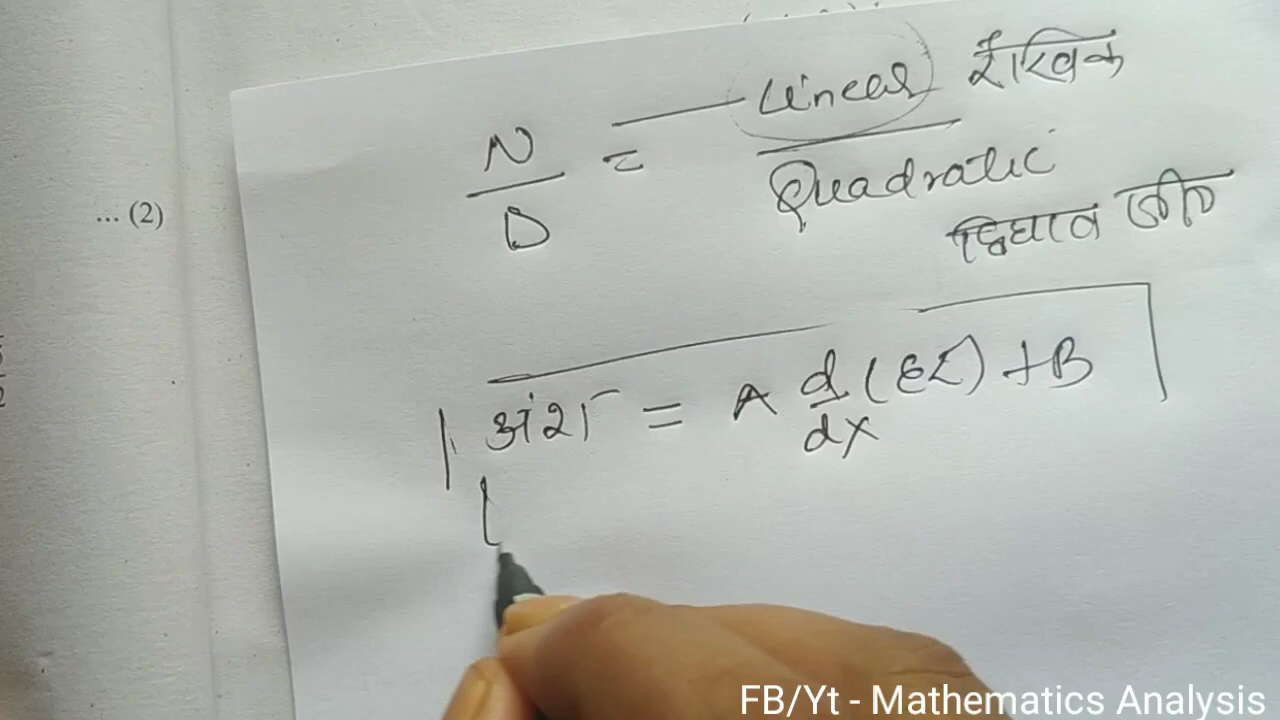 ... (2)
N/D = Linear रैखिक
Quadratic
द्विघात
अंश = A d/dx (हर) + B
L
FB/Yt - Mathematics Analysis